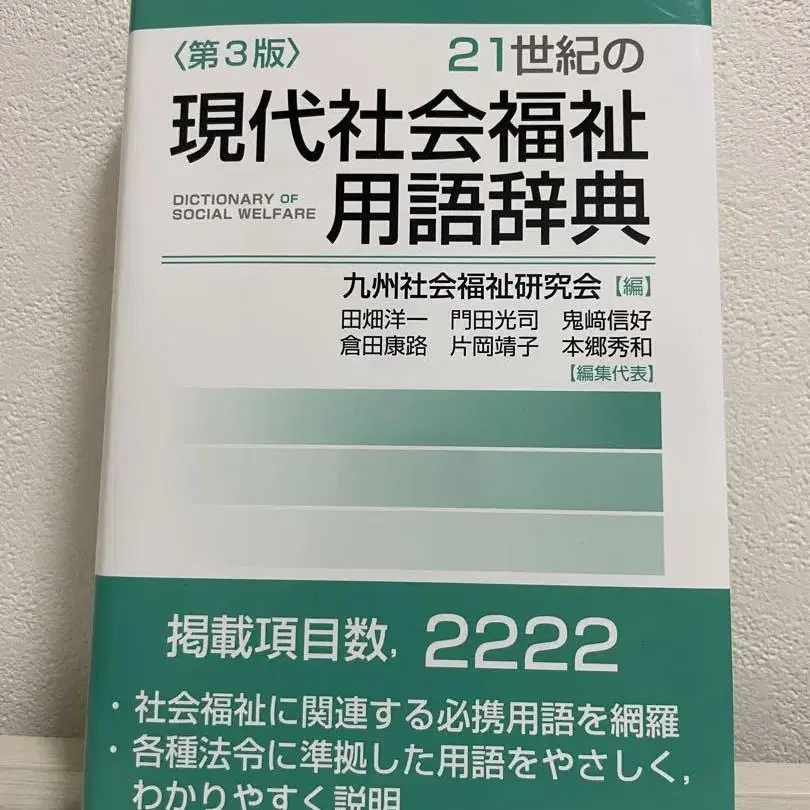 〈第3版〉 21世紀の
現代社会福祉
DICTIONARY OF
SOCIAL WELFARE
用語辞典
九州社会福祉研究会【編】
田畑洋一 門田光司 鬼﨑信好
倉田康路 片岡靖子 本郷秀和
【編集代表】
掲載項目数, 2222
・社会福祉に関連する必携用語を網羅
・各種法令に準拠した用語をやさしく,
わかりやすく説明